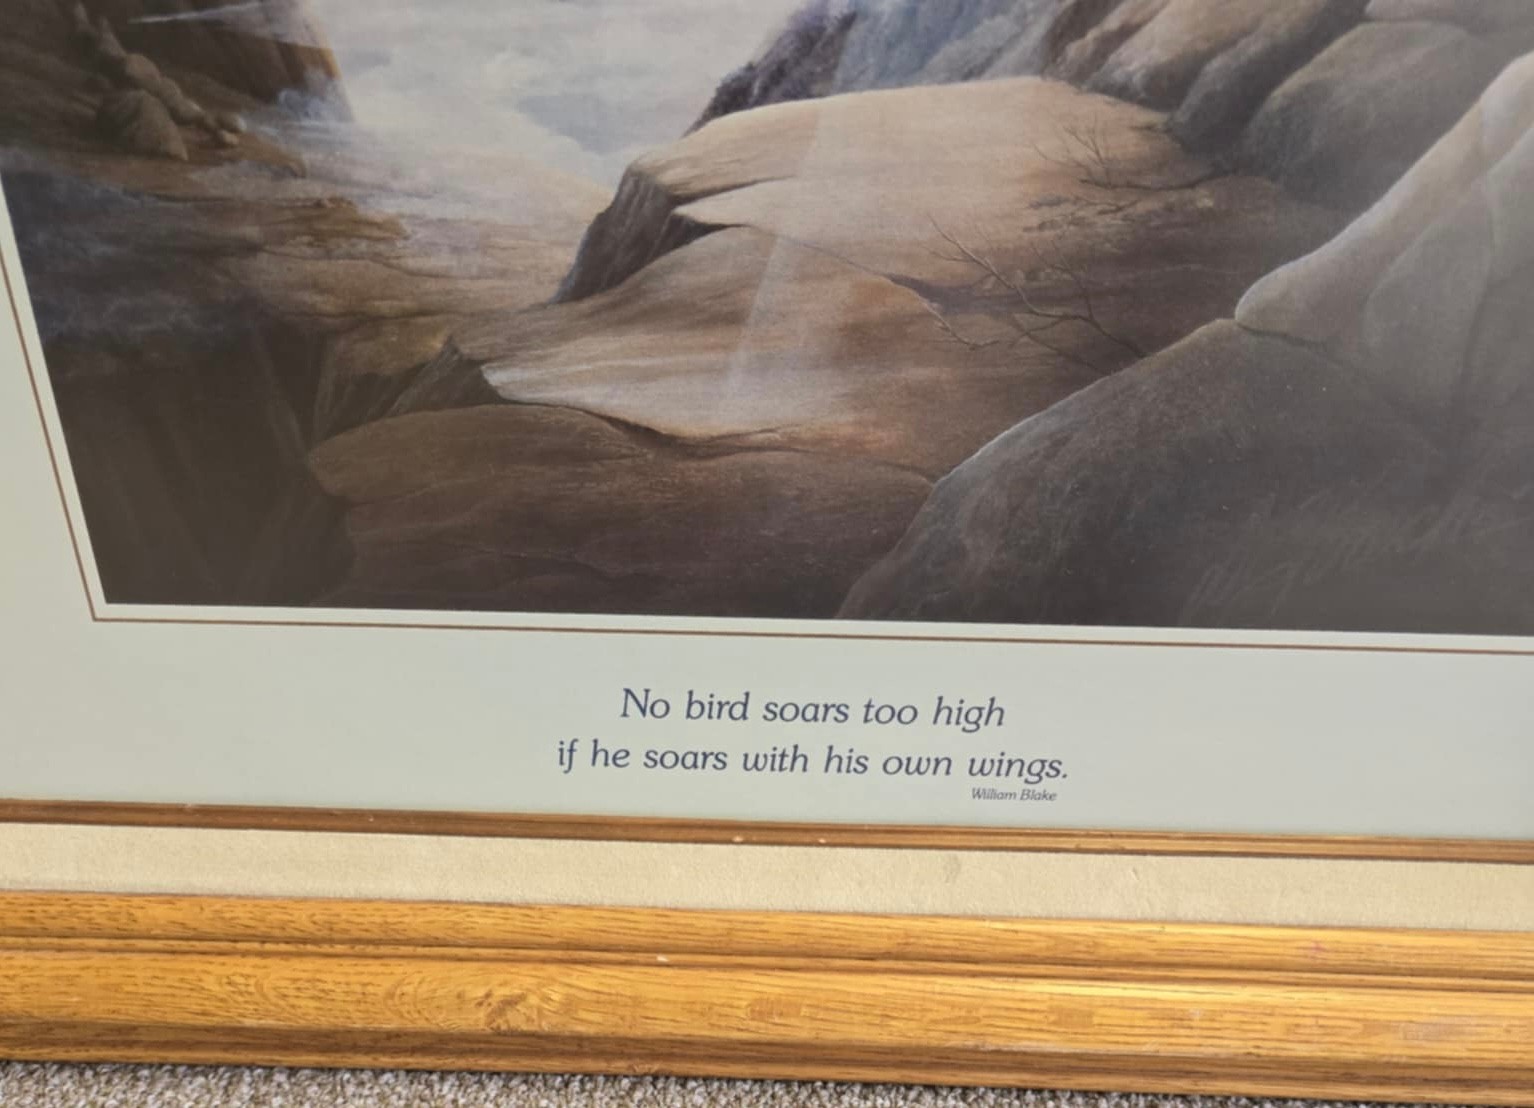 No bird soars too high
if he soars with his own wings.
William Blake